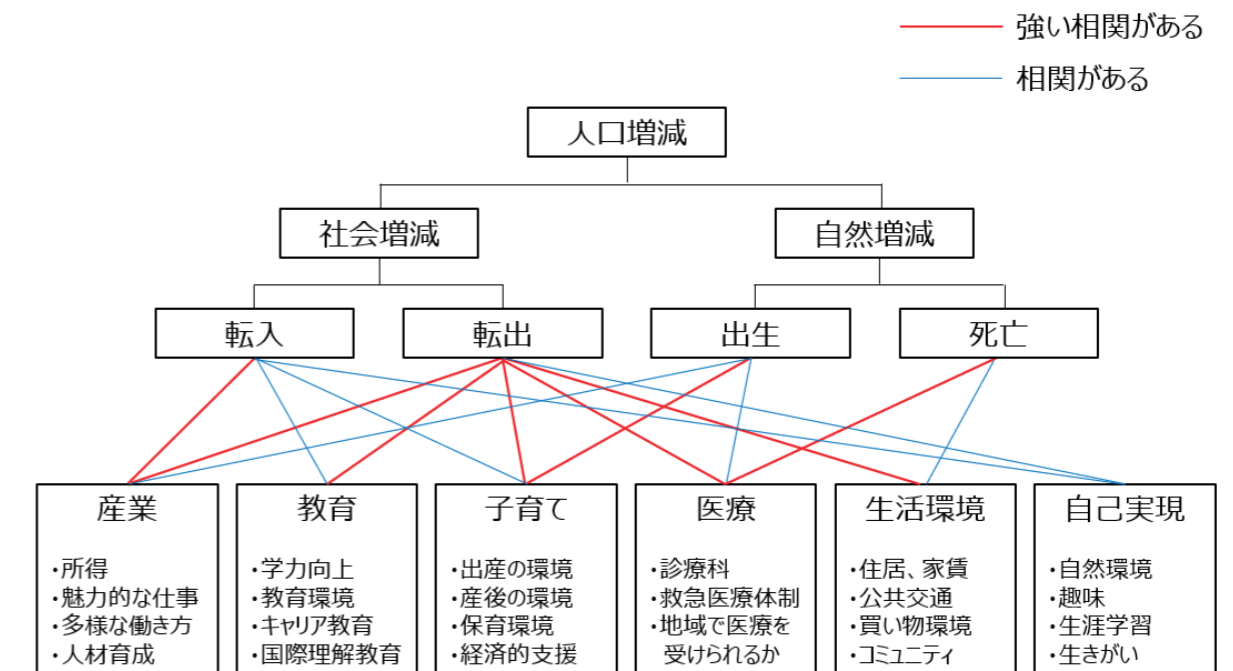 強い相関がある
相関がある
人口増減
社会増減
自然増減
転入
転出
出生
死亡
産業
・所得
・魅力的な仕事
・多様な働き方
・人材育成
教育
・学力向上
・教育環境
・キャリア教育
・国際理解教育
子育て
・出産の環境
・産後の環境
・保育環境
・経済的支援
医療
・診療科
・救急医療体制
・地域で医療を
受けられるか
生活環境
・住居、家賃
・公共交通
・買い物環境
・コミュニティ
自己実現
・自然環境
・趣味
・生涯学習
・生きがい